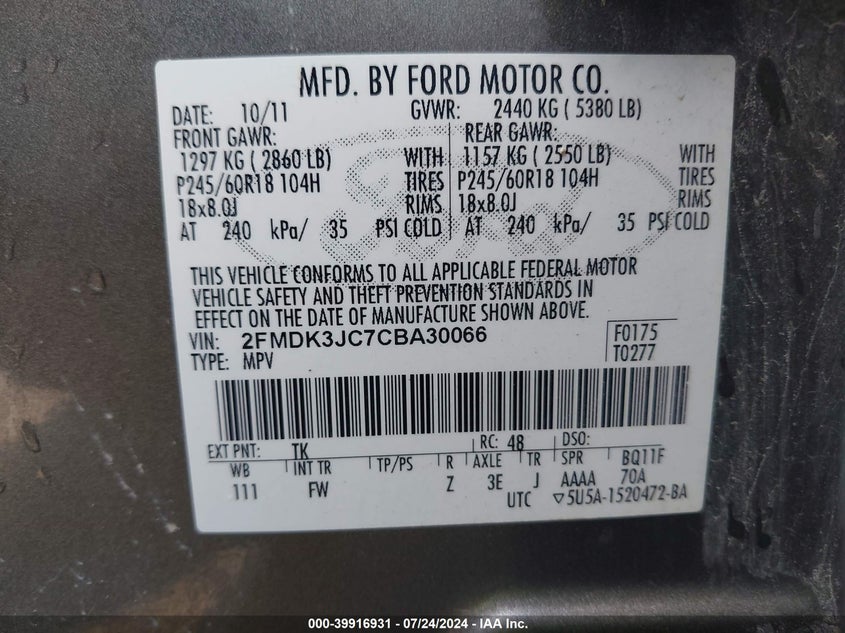 MFD. BY FORD MOTOR CO.
DATE: 10/11 GVWR: 2440 KG ( 5380 LB)
FRONT GAWR: REAR GAWR:
1297 KG ( 2860 LB) WITH 1157 KG ( 2550 LB) WITH
P245/60R18 104H TIRES P245/60R18 104H TIRES
18x8.0J RIMS 18x8.0J RIMS
AT 240 kPa/ 35 PSI COLD AT 240 kPa/ 35 PSI COLD
THIS VEHICLE CONFORMS TO ALL APPLICABLE FEDERAL MOTOR
VEHICLE SAFETY AND THEFT PREVENTION STANDARDS IN
EFFECT ON THE DATE OF MANUFACTURE SHOWN ABOVE.
VIN: 2FMDK3JC7CBA30066 F0175
TYPE: MPV T0277
EXT PNT: TK RC: 48 DSO:
WB INT TR TP/PS R AXLE TR SPR BQ11F
111 FW Z 3E J AAAA 70A
UTC ▽5U5A-1520472-BA
000-39916931 - 07/24/2024 - IAA Inc.